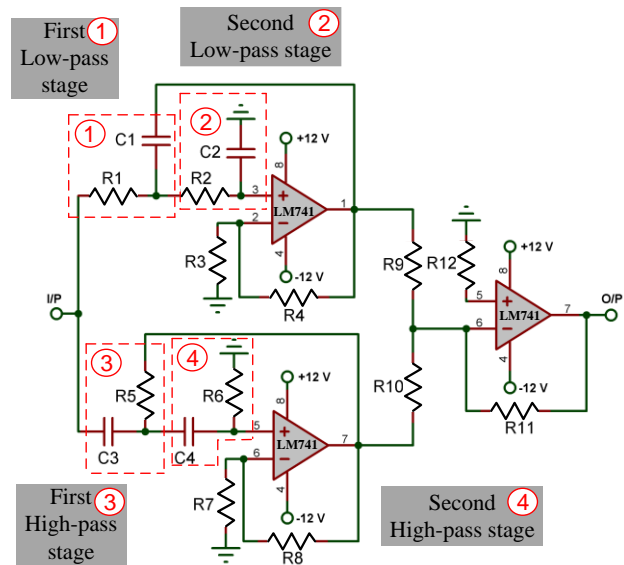 First 1
Low-pass
stage
Second 2
Low-pass stage
1
2
C1
C2
+12 V
8
R1
R2
3
+
LM741
1
2
−
4
-12 V
R3
R4
R9
R12
+12 V
8
5
+
LM741
7
O/P
6
−
4
-12 V
R11
I/P
3
4
R5
R6
+12 V
8
R10
C3
C4
5
+
LM741
7
6
−
4
-12 V
R7
R8
First 3
High-pass
stage
Second 4
High-pass stage